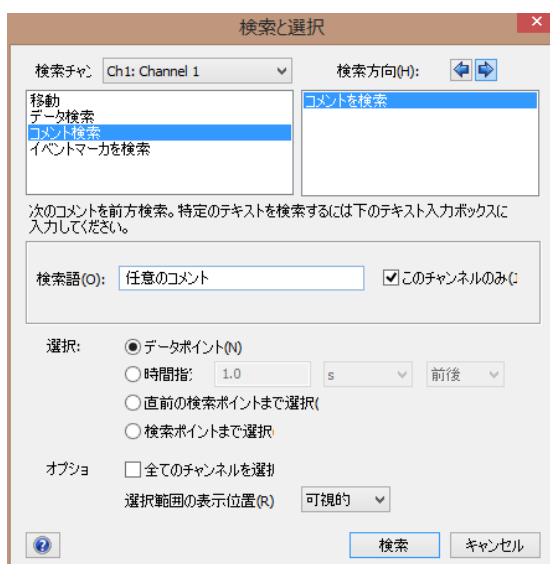 検索と選択
検索チャン Ch1: Channel 1 検索方向(H):
移動
データ検索
コメント検索
イベントマーカを検索
コメントを検索
次のコメントを前方検索。特定のテキストを検索するには下のテキスト入力ボックスに
入力してください。
検索語(O): 任意のコメント このチャンネルのみ(
選択: データポイント(N)
時間指 1.0 s 前後
直前の検索ポイントまで選択(
検索ポイントまで選択
オプショ 全てのチャンネルを選
選択範囲の表示位置(R) 可視的
検索 キャンセル